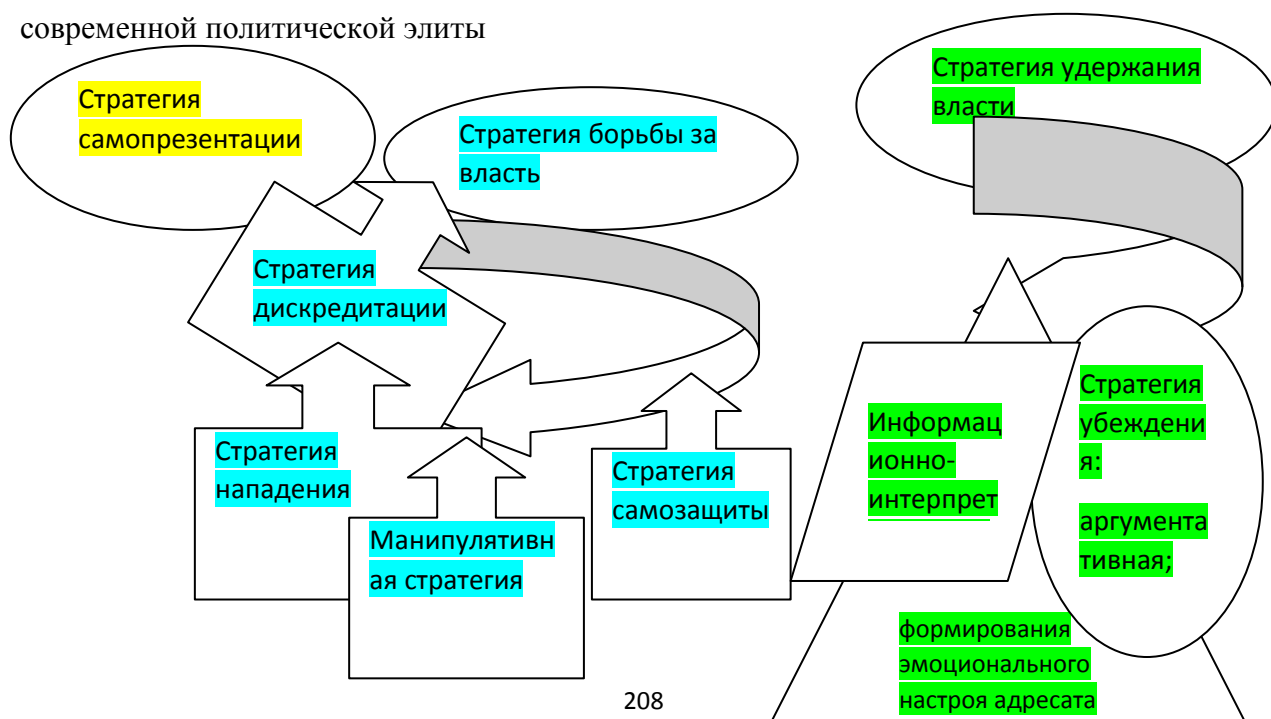 современной политической элиты
Стратегия
самопрезентации
Стратегия борьбы за
власть
Стратегия удержания
власти
Стратегия
дискредитации
Стратегия
нападения
Манипулятивн
ая стратегия
Стратегия
самозащиты
Информац
ионно-
интерпрет
Стратегия
убеждени
я:
аргумента
тивная;
формирования
эмоционального
настроя адресата
208